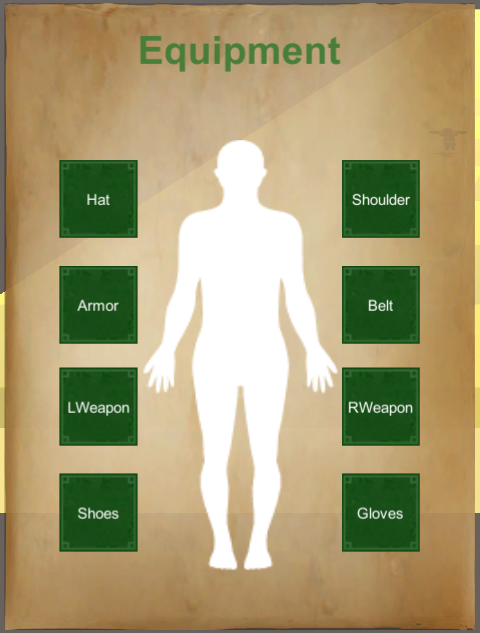 Equipment
Hat
Shoulder
Armor
Belt
LWeapon
RWeapon
Shoes
Gloves